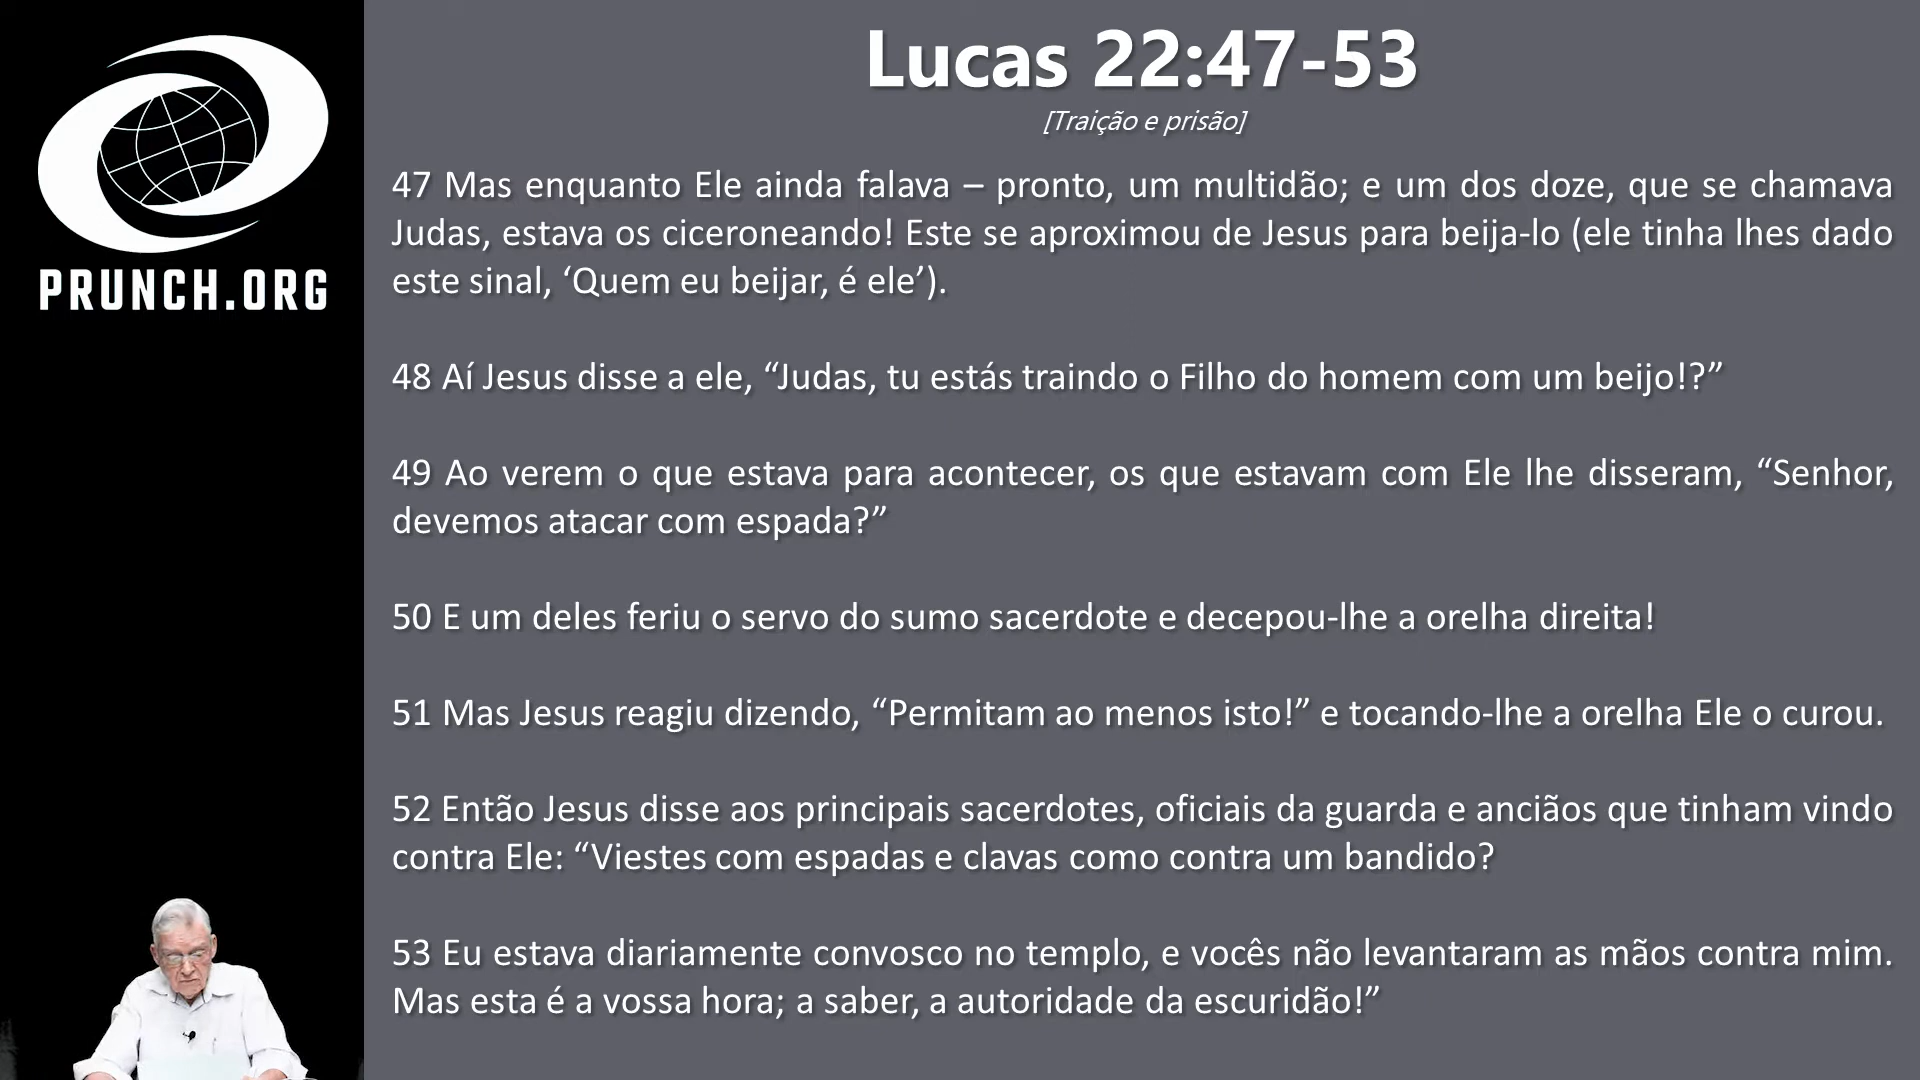 PRUNCH.ORG
Lucas 22:47-53
[Traição e prisão]
47 Mas enquanto Ele ainda falava – pronto, um multidão; e um dos doze, que se chamava
Judas, estava os ciceroneando! Este se aproximou de Jesus para beija-lo (ele tinha lhes dado
este sinal, ‘Quem eu beijar, é ele’).
48 Aí Jesus disse a ele, “Judas, tu estás traindo o Filho do homem com um beijo!?”
49 Ao verem o que estava para acontecer, os que estavam com Ele lhe disseram, “Senhor,
devemos atacar com espada?”
50 E um deles feriu o servo do sumo sacerdote e decepou-lhe a orelha direita!
51 Mas Jesus reagiu dizendo, “Permitam ao menos isto!” e tocando-lhe a orelha Ele o curou.
52 Então Jesus disse aos principais sacerdotes, oficiais da guarda e anciãos que tinham vindo
contra Ele: “Viestes com espadas e clavas como contra um bandido?
53 Eu estava diariamente convosco no templo, e vocês não levantaram as mãos contra mim.
Mas esta é a vossa hora; a saber, a autoridade da escuridão!”